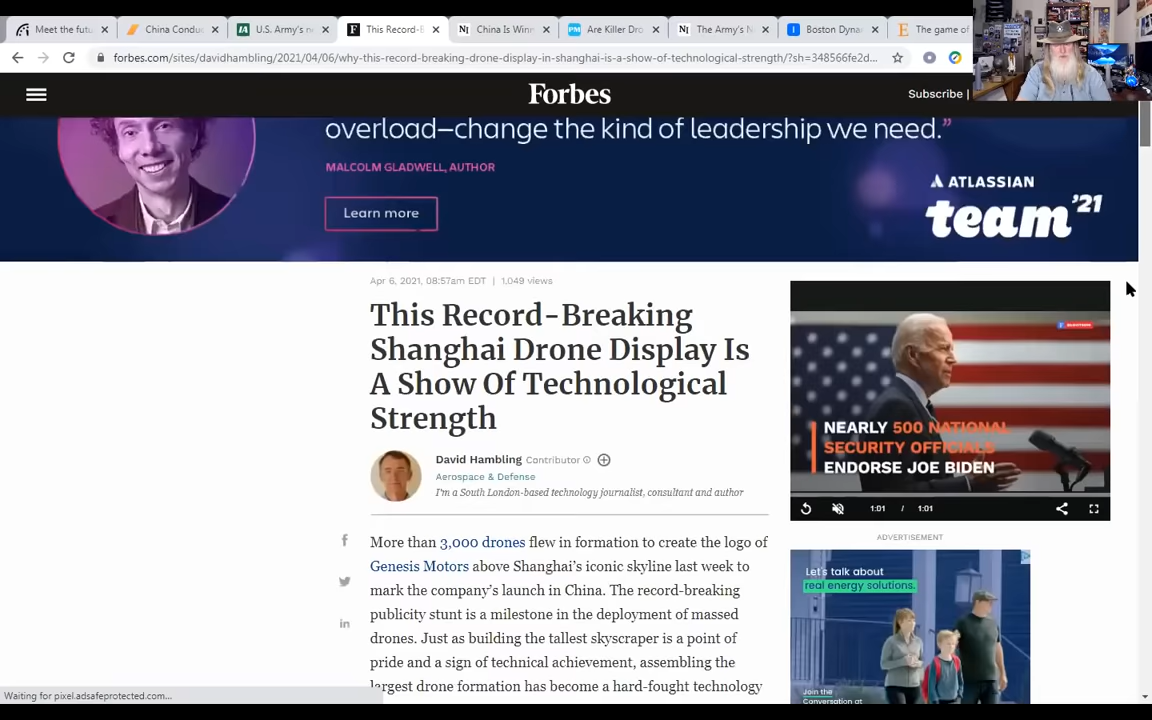 Meet the futu
China Conduc
U.S. Army's n
This Record-B
China Is Winn
Are Killer Dro
The Army's N
Boston Dyna
The game of
forbes.com/sites/davidhambling/2021/04/06/why-this-record-breaking-drone-display-in-shanghai-is-a-show-of-technological-strength/?sh=348566fe2d...
Forbes
Subscribe |
overload—change the kind of leadership we need.”
MALCOLM GLADWELL, AUTHOR
Learn more
ATLASSIAN
team'21
Apr 6, 2021, 08:57am EDT | 1,049 views
This Record-Breaking
Shanghai Drone Display Is
A Show Of Technological
Strength
David Hambling Contributor
Aerospace & Defense
I'm a South London-based technology journalist, consultant and author
NEARLY 500 NATIONAL
SECURITY OFFICIALS
ENDORSE JOE BIDEN
1:01 / 1:01
ADVERTISEMENT
More than 3,000 drones flew in formation to create the logo of
Genesis Motors above Shanghai’s iconic skyline last week to
mark the company’s launch in China. The record-breaking
publicity stunt is a milestone in the deployment of massed
drones. Just as building the tallest skyscraper is a point of
pride and a sign of technical achievement, assembling the
largest drone formation has become a hard-fought technology
Let's talk about
real energy solutions.
Join the
Conversation at
Waiting for pixel.adsafeprotected.com...